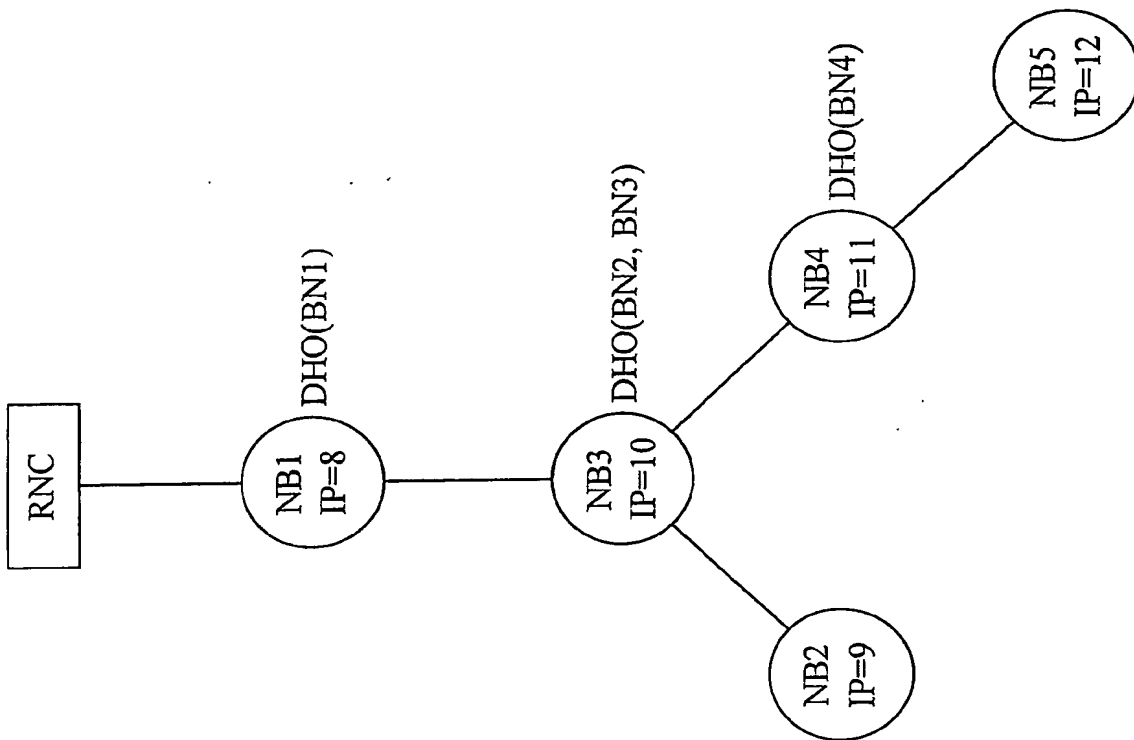 RNC
NB1
IP=8
DHO(BN1)
NB3
IP=10
DHO(BN2, BN3)
NB2
IP=9
NB4
IP=11
DHO(BN4)
NB5
IP=12